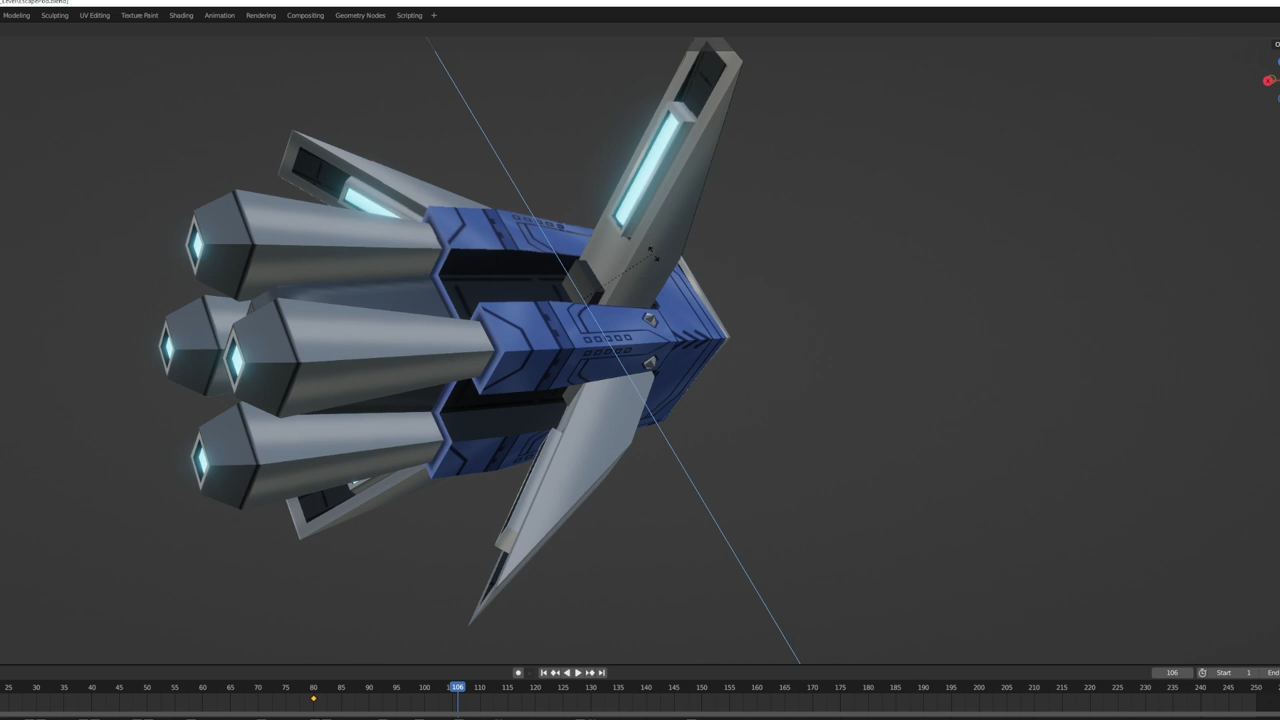 _LevelEscapePod.blend]
Modeling Sculpting UV Editing Texture Paint Shading Animation Rendering Compositing Geometry Nodes Scripting +
106 Start 1 End
25 30 35 40 45 50 55 60 65 70 75 80 85 90 95 100 106 110 115 120 125 130 135 140 145 150 155 160 165 170 175 180 185 190 195 200 205 210 215 220 225 230 235 240 245 250